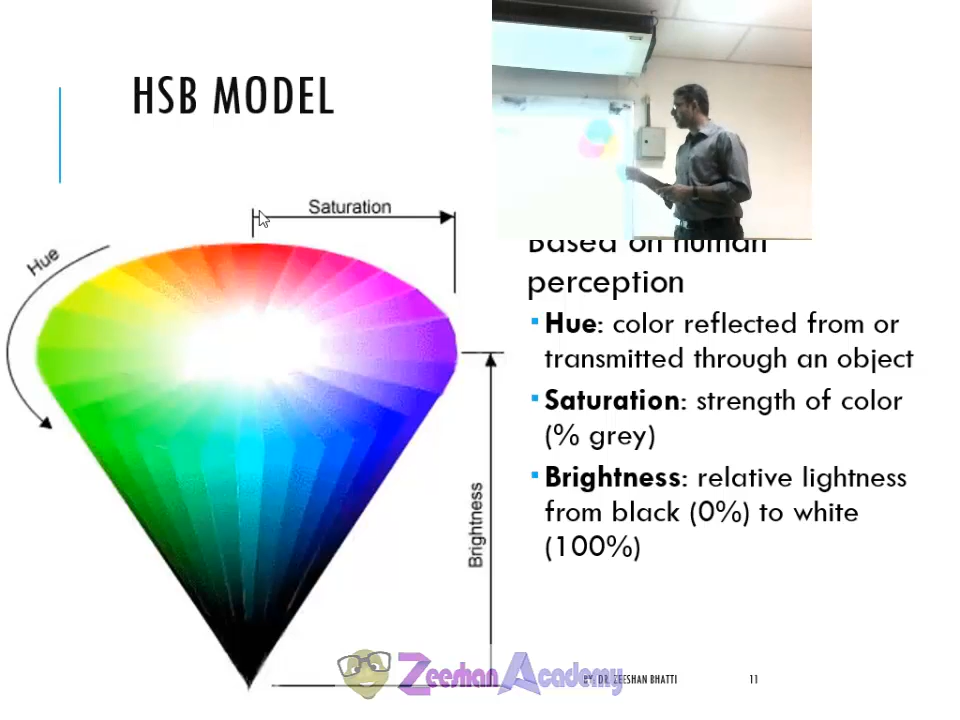 HSB MODEL
Saturation
Hue
Brightness
Based on human
perception
Hue: color reflected from or
transmitted through an object
Saturation: strength of color
(% grey)
Brightness: relative lightness
from black (0%) to white
(100%)
Zeeshan Academy
BY: DR. ZEESHAN BHATTI
11